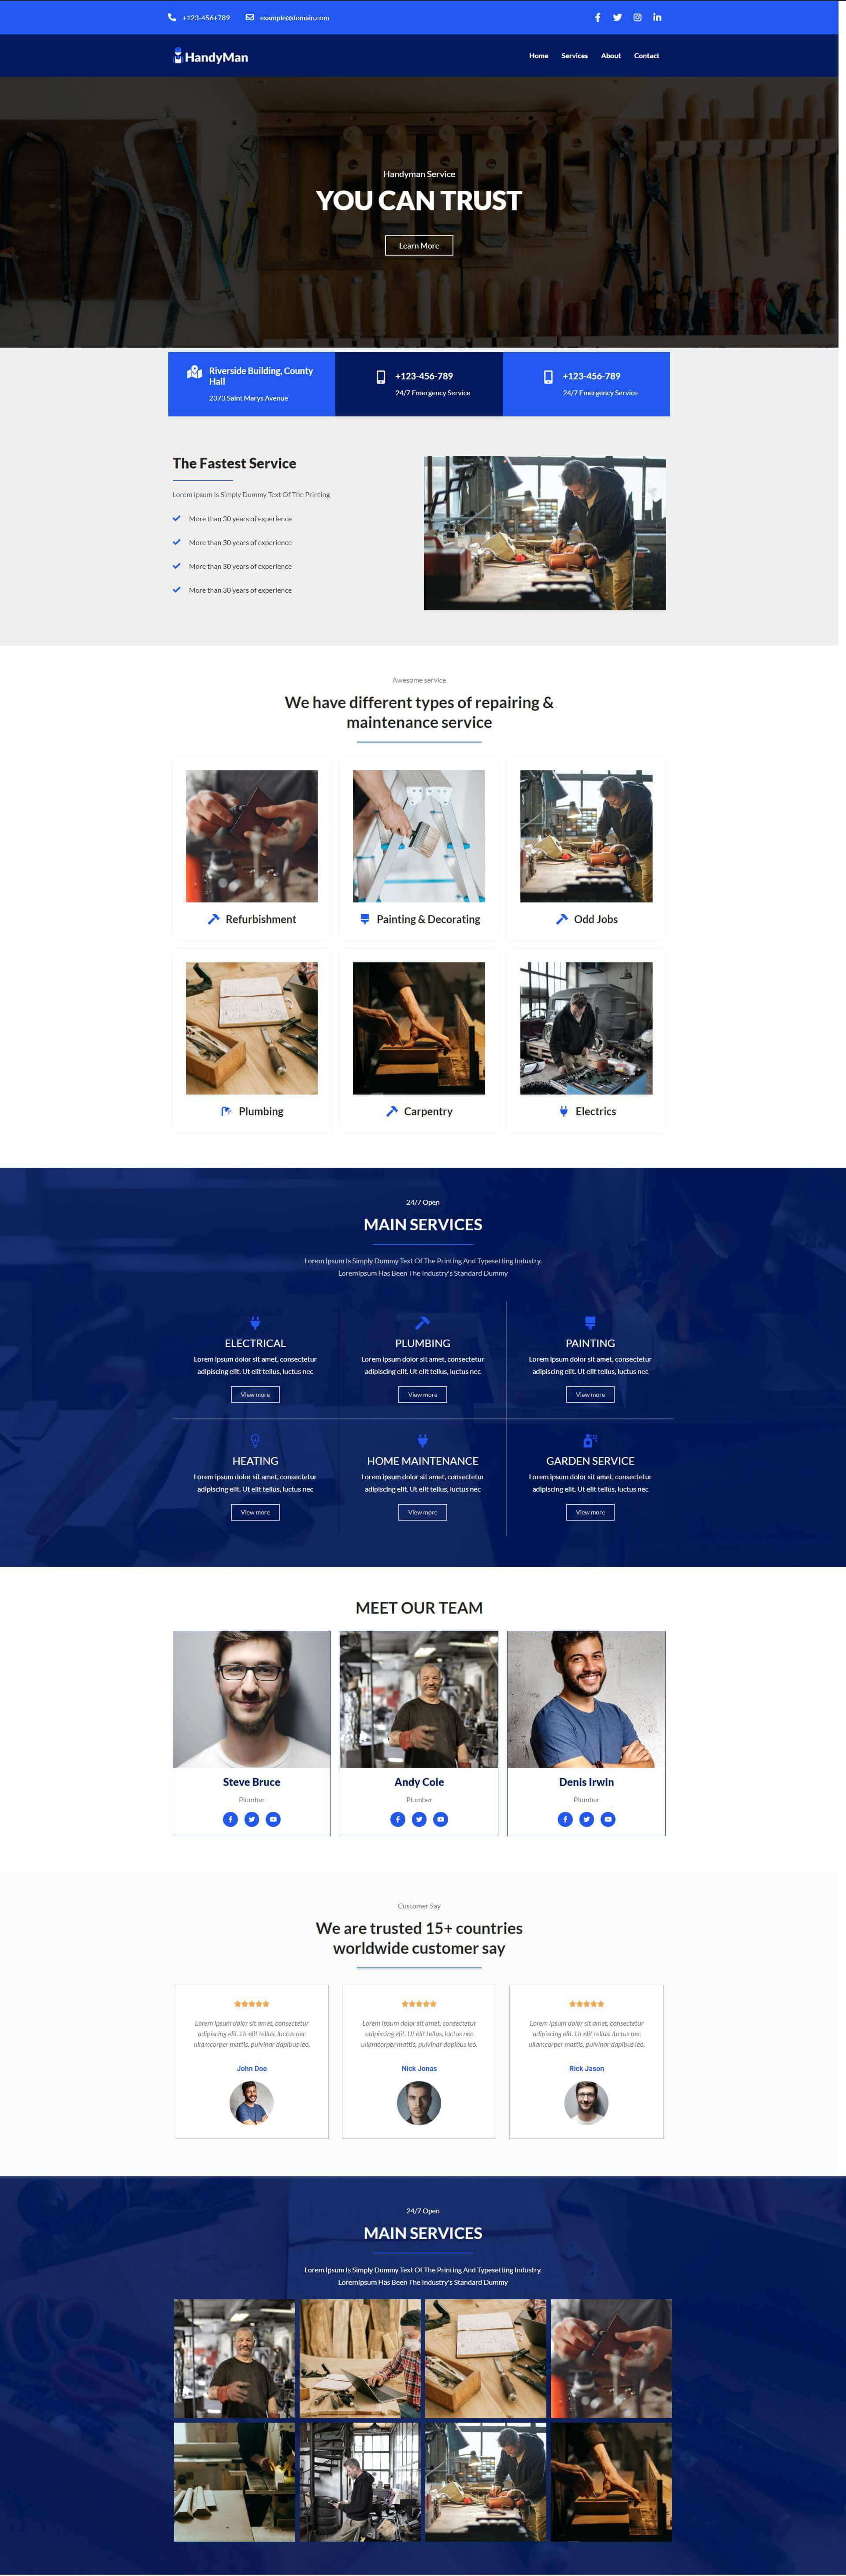 +123-456+789 example@domain.com
HandyMan
Home Services About Contact
Handyman Service
YOU CAN TRUST
Learn More
Riverside Building, County
Hall
2373 Saint Marys Avenue
+123-456-789
24/7 Emergency Service
+123-456-789
24/7 Emergency Service
The Fastest Service
Lorem Ipsum Is Simply Dummy Text Of The Printing
More than 30 years of experience
More than 30 years of experience
More than 30 years of experience
More than 30 years of experience
Awesome service
We have different types of repairing &
maintenance service
Refurbishment
Painting & Decorating
Odd Jobs
Plumbing
Carpentry
Electrics
24/7 Open
MAIN SERVICES
Lorem Ipsum Is Simply Dummy Text Of The Printing And Typesetting Industry.
LoremIpsum Has Been The Industry's Standard Dummy
ELECTRICAL
Lorem ipsum dolor sit amet, consectetur
adipiscing elit. Ut elit tellus, luctus nec
View more
PLUMBING
Lorem ipsum dolor sit amet, consectetur
adipiscing elit. Ut elit tellus, luctus nec
View more
PAINTING
Lorem ipsum dolor sit amet, consectetur
adipiscing elit. Ut elit tellus, luctus nec
View more
HEATING
Lorem ipsum dolor sit amet, consectetur
adipiscing elit. Ut elit tellus, luctus nec
View more
HOME MAINTENANCE
Lorem ipsum dolor sit amet, consectetur
adipiscing elit. Ut elit tellus, luctus nec
View more
GARDEN SERVICE
Lorem ipsum dolor sit amet, consectetur
adipiscing elit. Ut elit tellus, luctus nec
View more
MEET OUR TEAM
Steve Bruce
Plumber
Andy Cole
Plumber
Denis Irwin
Plumber
Customer Say
We are trusted 15+ countries
worldwide customer say
Lorem ipsum dolor sit amet, consectetur
adipiscing elit. Ut elit tellus, luctus nec
ullamcorper mattis, pulvinar dapibus leo.
John Doe
Lorem ipsum dolor sit amet, consectetur
adipiscing elit. Ut elit tellus, luctus nec
ullamcorper mattis, pulvinar dapibus leo.
Nick Jonas
Lorem ipsum dolor sit amet, consectetur
adipiscing elit. Ut elit tellus, luctus nec
ullamcorper mattis, pulvinar dapibus leo.
Rick Jason
24/7 Open
MAIN SERVICES
Lorem Ipsum Is Simply Dummy Text Of The Printing And Typesetting Industry.
LoremIpsum Has Been The Industry's Standard Dummy